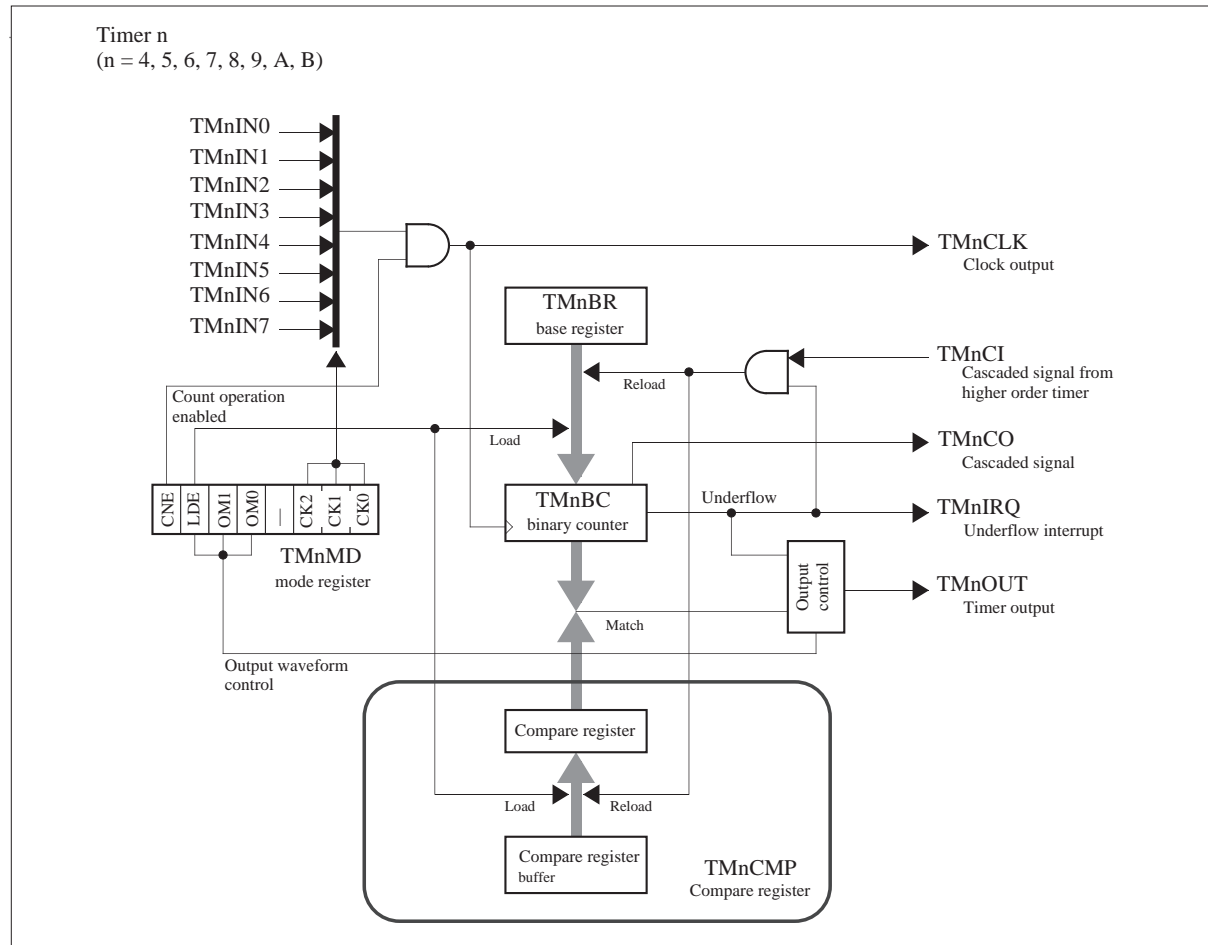 Timer n
(n = 4, 5, 6, 7, 8, 9, A, B)
TMnIN0
TMnIN1
TMnIN2
TMnIN3
TMnIN4
TMnIN5
TMnIN6
TMnIN7
TMnCLK
Clock output
TMnBR
base register
TMnCI
Cascaded signal from
higher order timer
Reload
Count operation
enabled
Load
TMnCO
Cascaded signal
CNE
LDE
OM1
OM0
—
CK2
CK1
CK0
TMnMD
mode register
TMnBC
binary counter
Underflow
TMnIRQ
Underflow interrupt
Output
control
TMnOUT
Timer output
Match
Output waveform
control
Compare register
Load
Reload
Compare register
buffer
TMnCMP
Compare register